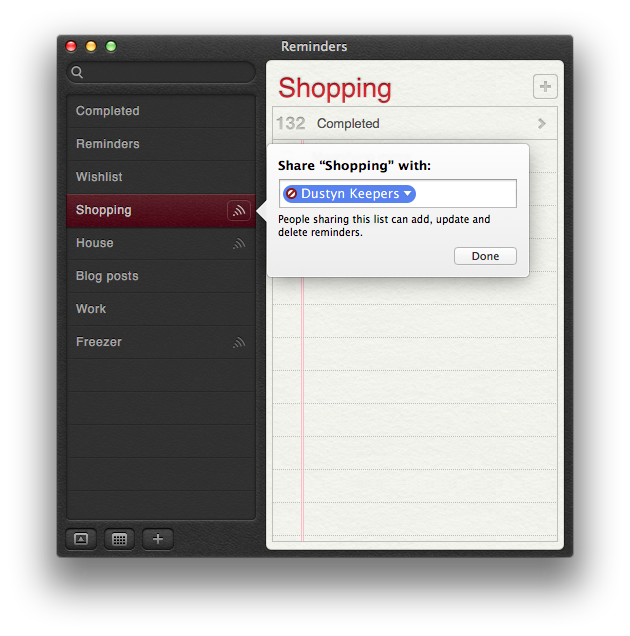 Reminders
Completed
Reminders
Wishlist
Shopping
House
Blog posts
Work
Freezer
Shopping
132 Completed
Share “Shopping” with:
Dustyn Keepers
People sharing this list can add, update and
delete reminders.
Done